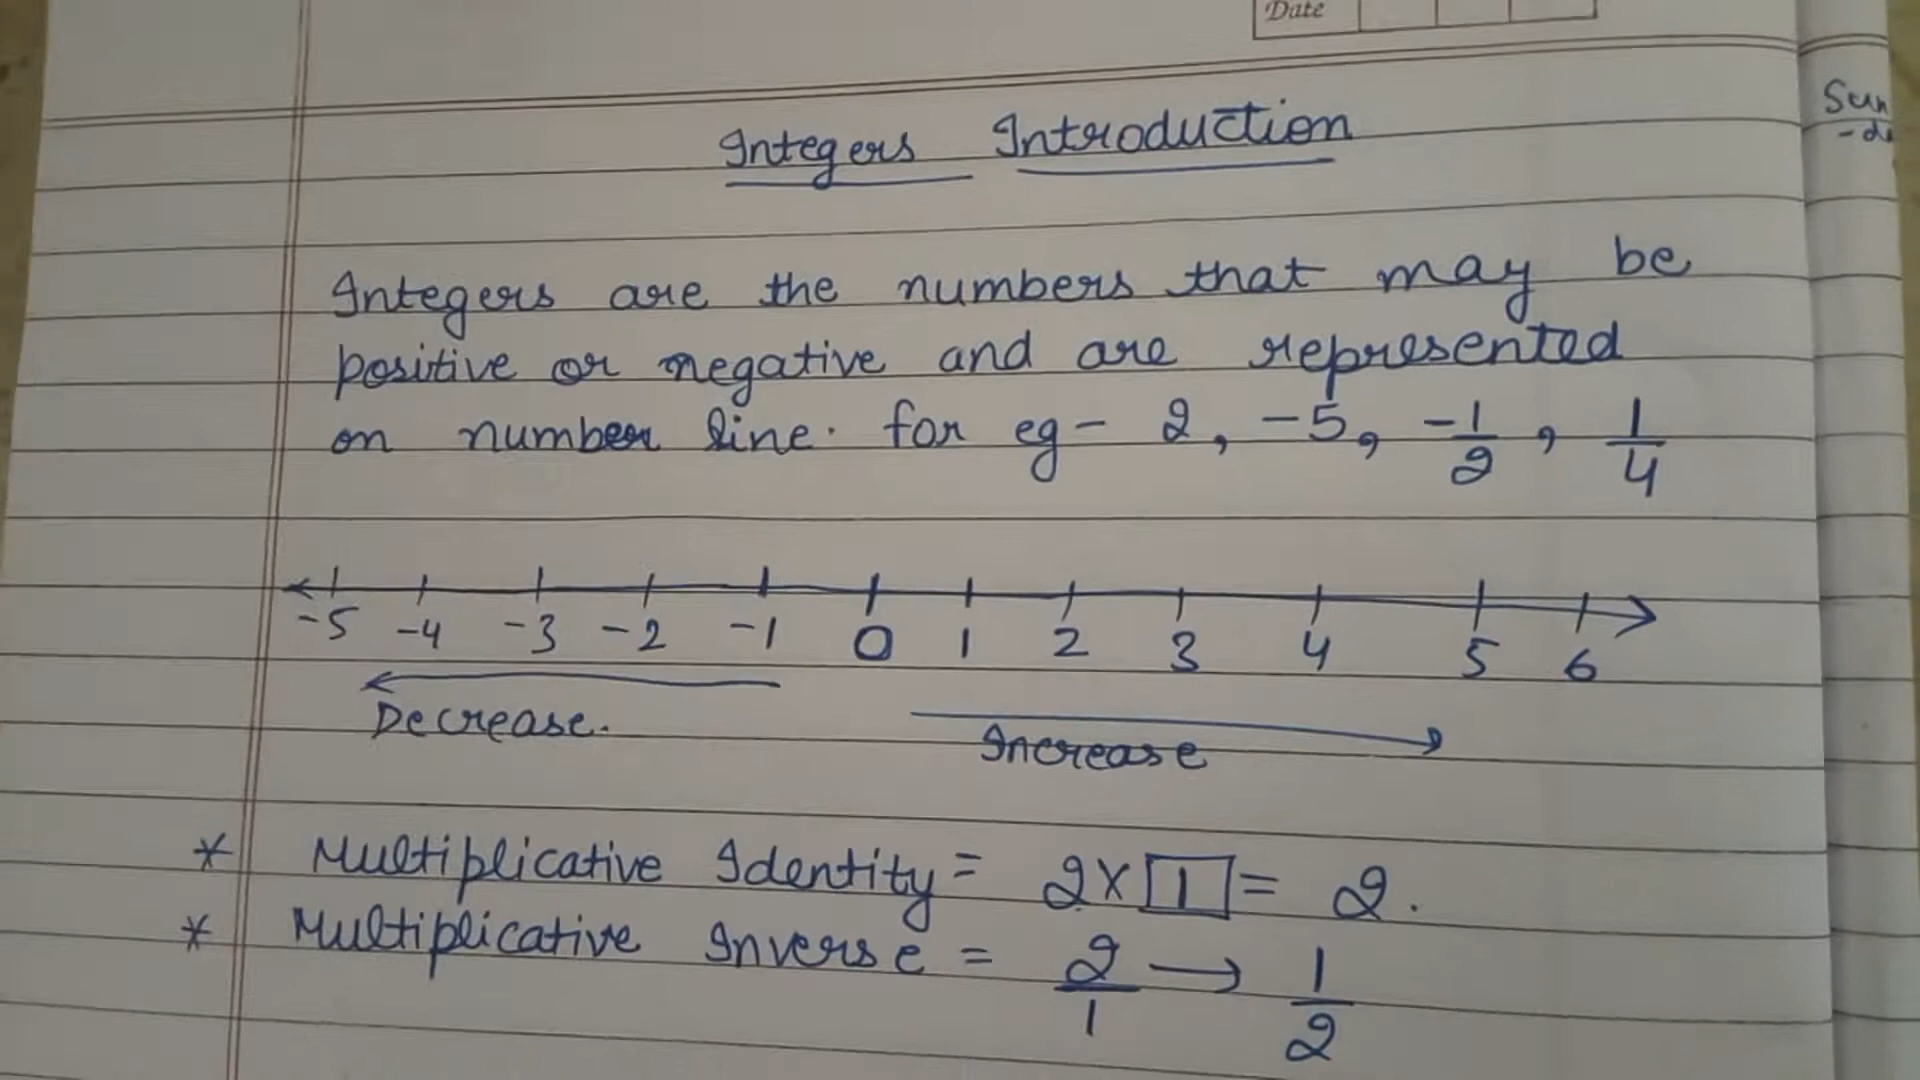 Date
Sun
-de
Integers Introduction
Integers are the numbers that may be
positive or negative and are represented
on number line. for eg - 2, -5, -1/2, 1/4
-5 -4 -3 -2 -1 0 1 2 3 4 5 6
Decrease.
Increase
* Multiplicative Identity = 2 × 1 = 2.
* Multiplicative Inverse = 2/1 → 1/2